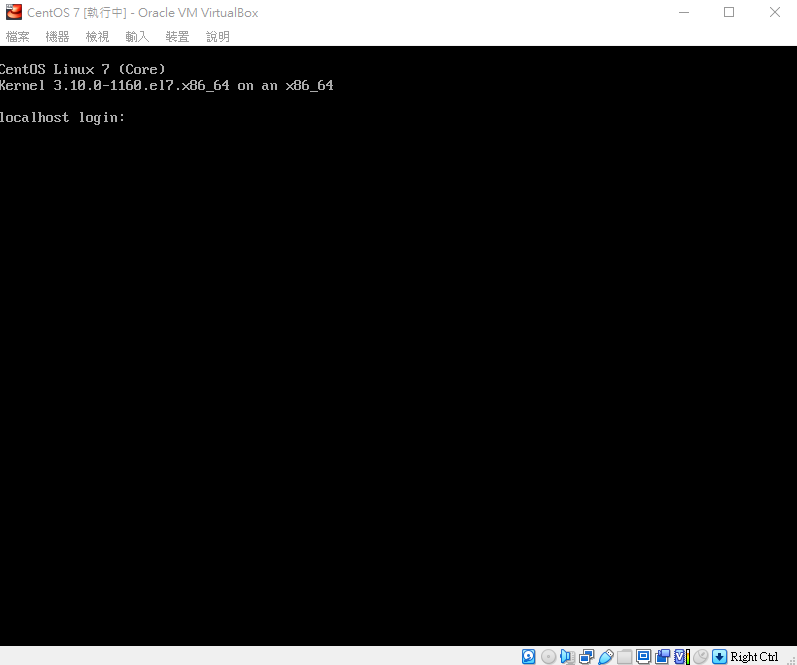 CentOS 7 [執行中] - Oracle VM VirtualBox
檔案 機器 檢視 輸入 裝置 說明
CentOS Linux 7 (Core)
Kernel 3.10.0-1160.el7.x86_64 on an x86_64
localhost login:
Right Ctrl